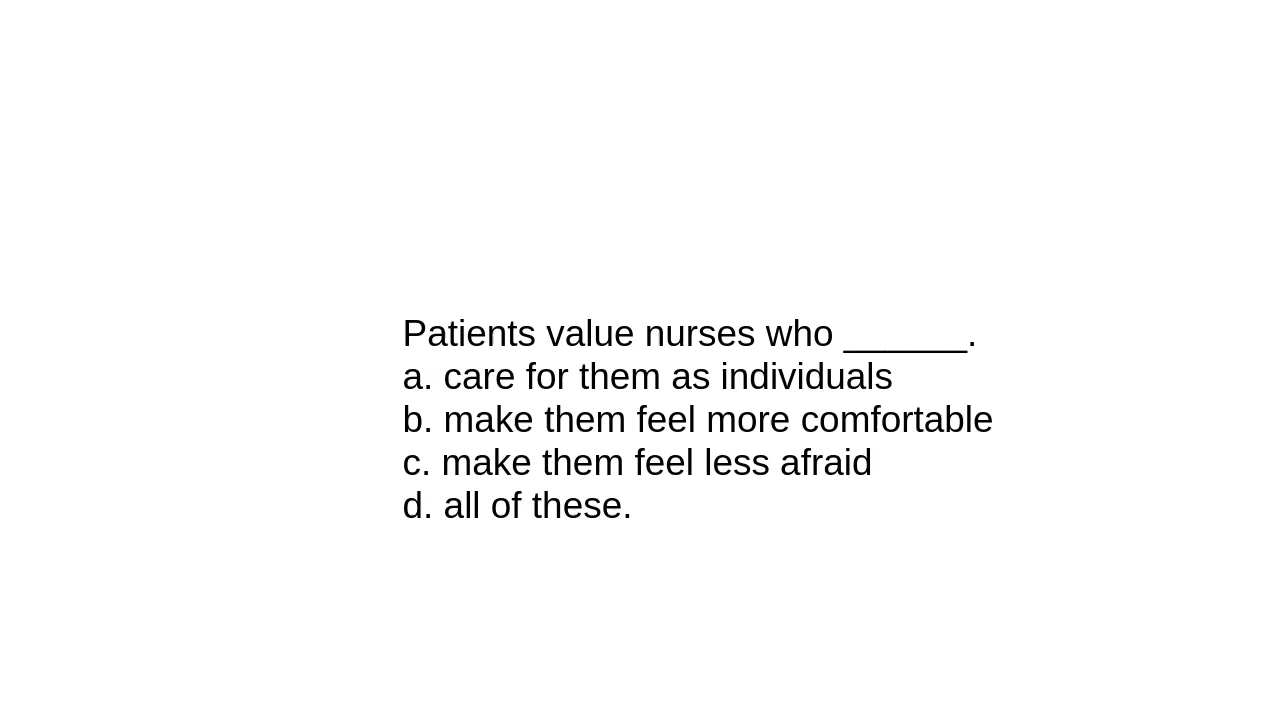 Patients value nurses who ______.
a. care for them as individuals
b. make them feel more comfortable
c. make them feel less afraid
d. all of these.